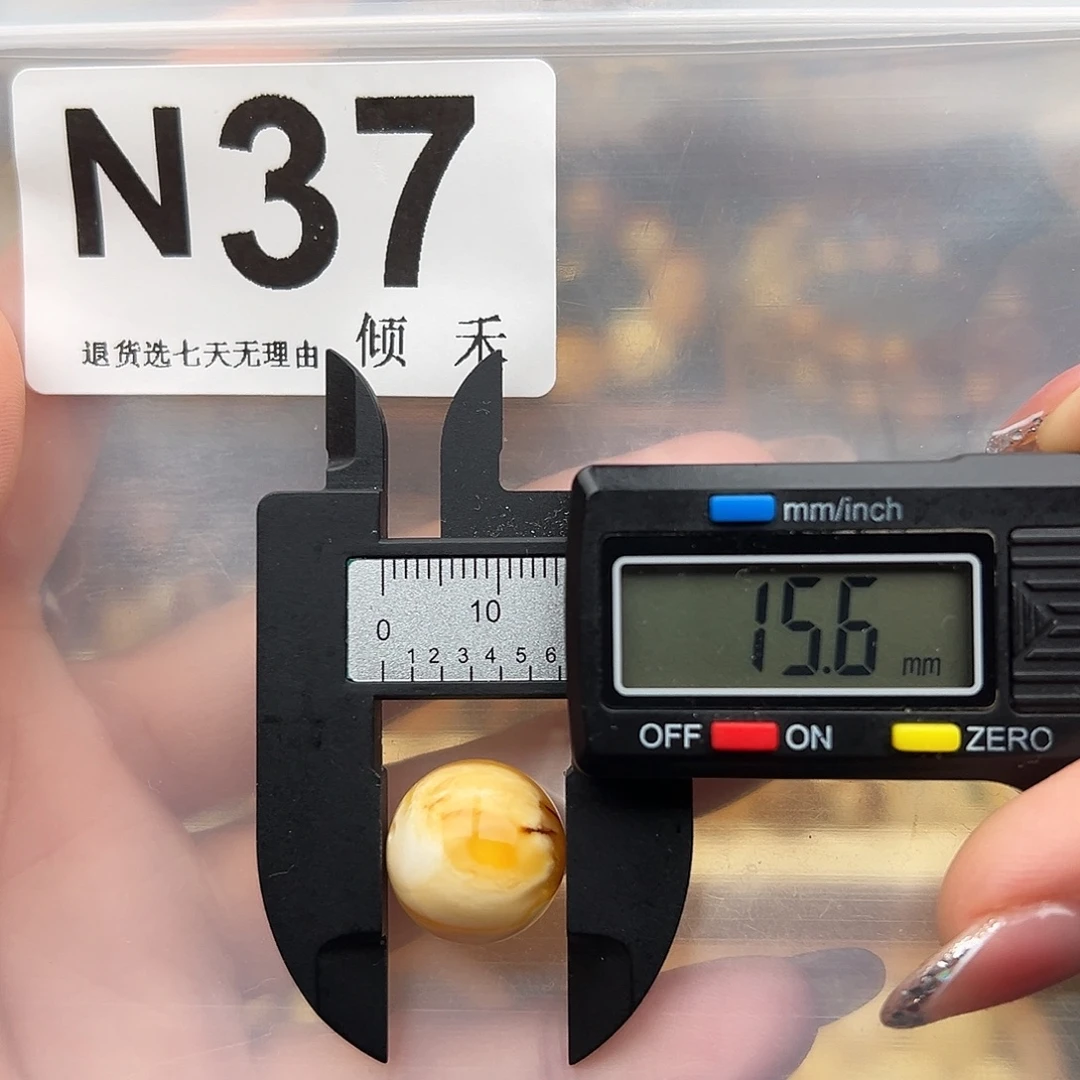 N37
退货选七天无理由 倾 禾
mm/inch
0 10
1 2 3 4 5 6
15.6 mm
OFF ON ZERO